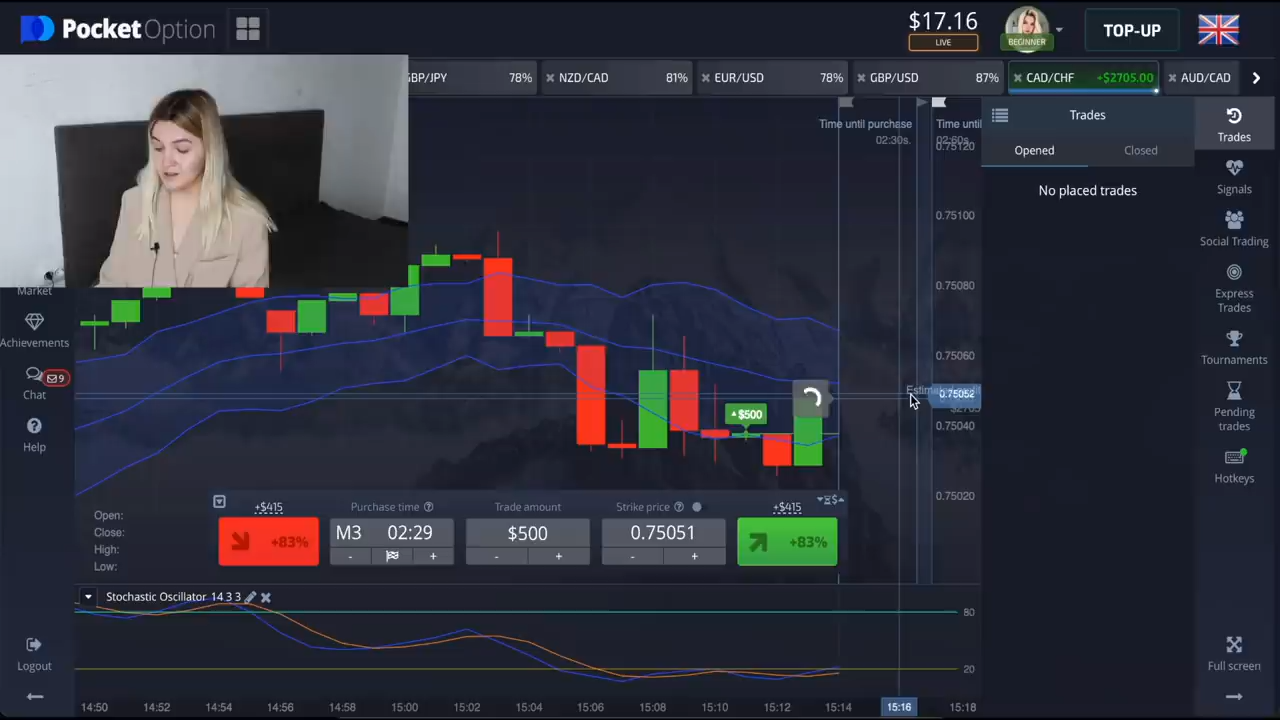 PocketOption
$17.16
LIVE
BEGINNER
TOP-UP
GBP/JPY 78%
NZD/CAD 81%
EUR/USD 78%
GBP/USD 87%
CAD/CHF +$2705.00
AUD/CAD
Time until purchase
02:30s.
Time until
0.75120
0.75100
0.75080
0.75060
0.75052
0.75040
0.75020
Trades
Opened
Closed
No placed trades
Trades
Signals
Social Trading
Express
Trades
Tournaments
Pending
trades
Hotkeys
Full screen
Market
Achievements
9
Chat
Help
Logout
$500
Open:
Close:
High:
Low:
+$415
+83%
Purchase time ?
M3 02:29
- +
Trade amount
$500
- +
Strike price ?
0.75051
- +
+$415
+83%
Stochastic Oscillator 14 3 3
80
20
14:50 14:52 14:54 14:56 14:58 15:00 15:02 15:04 15:06 15:08 15:10 15:12 15:14 15:16 15:18